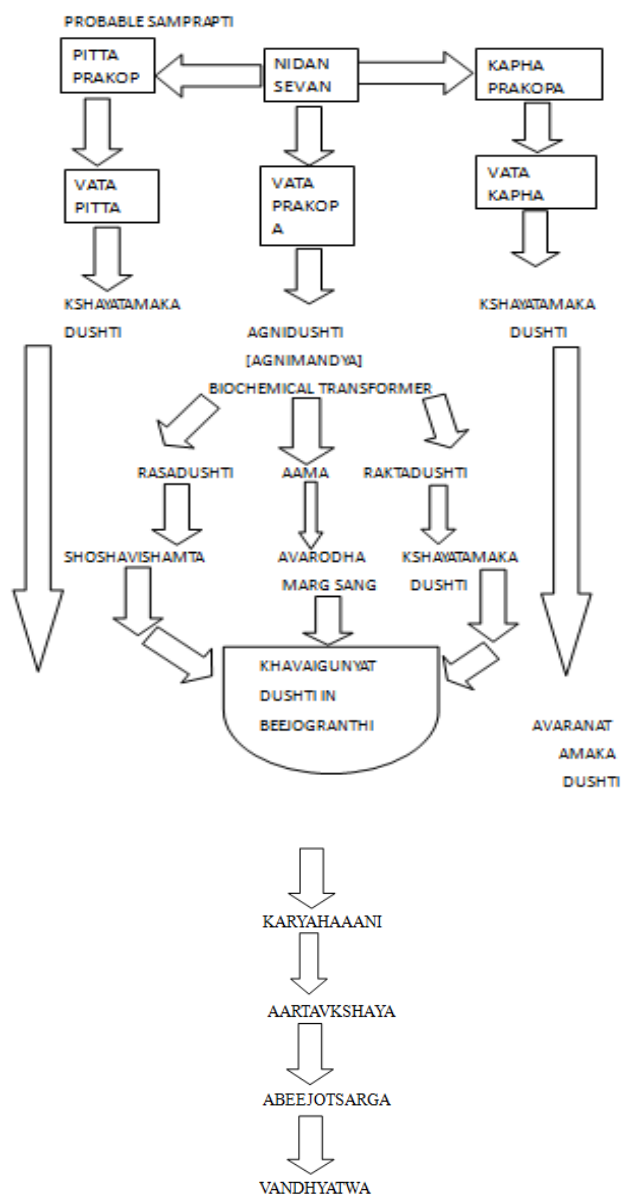 PROBABLE SAMPRAPTI
PITTA
PRAKOP
NIDAN
SEVAN
KAPHA
PRAKOPA
VATA
PITTA
VATA
PRAKOP
A
VATA
KAPHA
KSHAYATAMAKA
DUSHTI
AGNIDUSHTI
[AGNIMANDYA]
BIOCHEMICAL TRANSFORMER
KSHAYATAMAKA
DUSHTI
RASADUSHTI
AAMA
RAKTADUSHTI
SHOSHAVISHAMTA
AVARODHA
MARG SANG
KSHAYATAMAKA
DUSHTI
KHAVAIGUNYAT
DUSHTI IN
BEEJOGRANTHI
AVARANAT
AMAKA
DUSHTI
KARYAHAAANI
AARTAVKSHAYA
ABEEJOTSARGA
VANDHYATWA